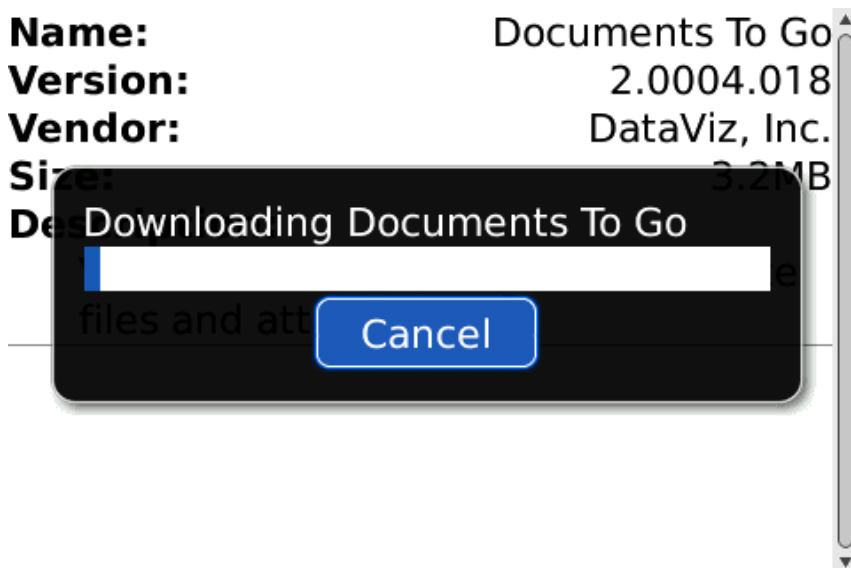 Name: Documents To Go
Version: 2.0004.018
Vendor: DataViz, Inc.
Size: 3.2MB
Downloading Documents To Go
files and att
Cancel